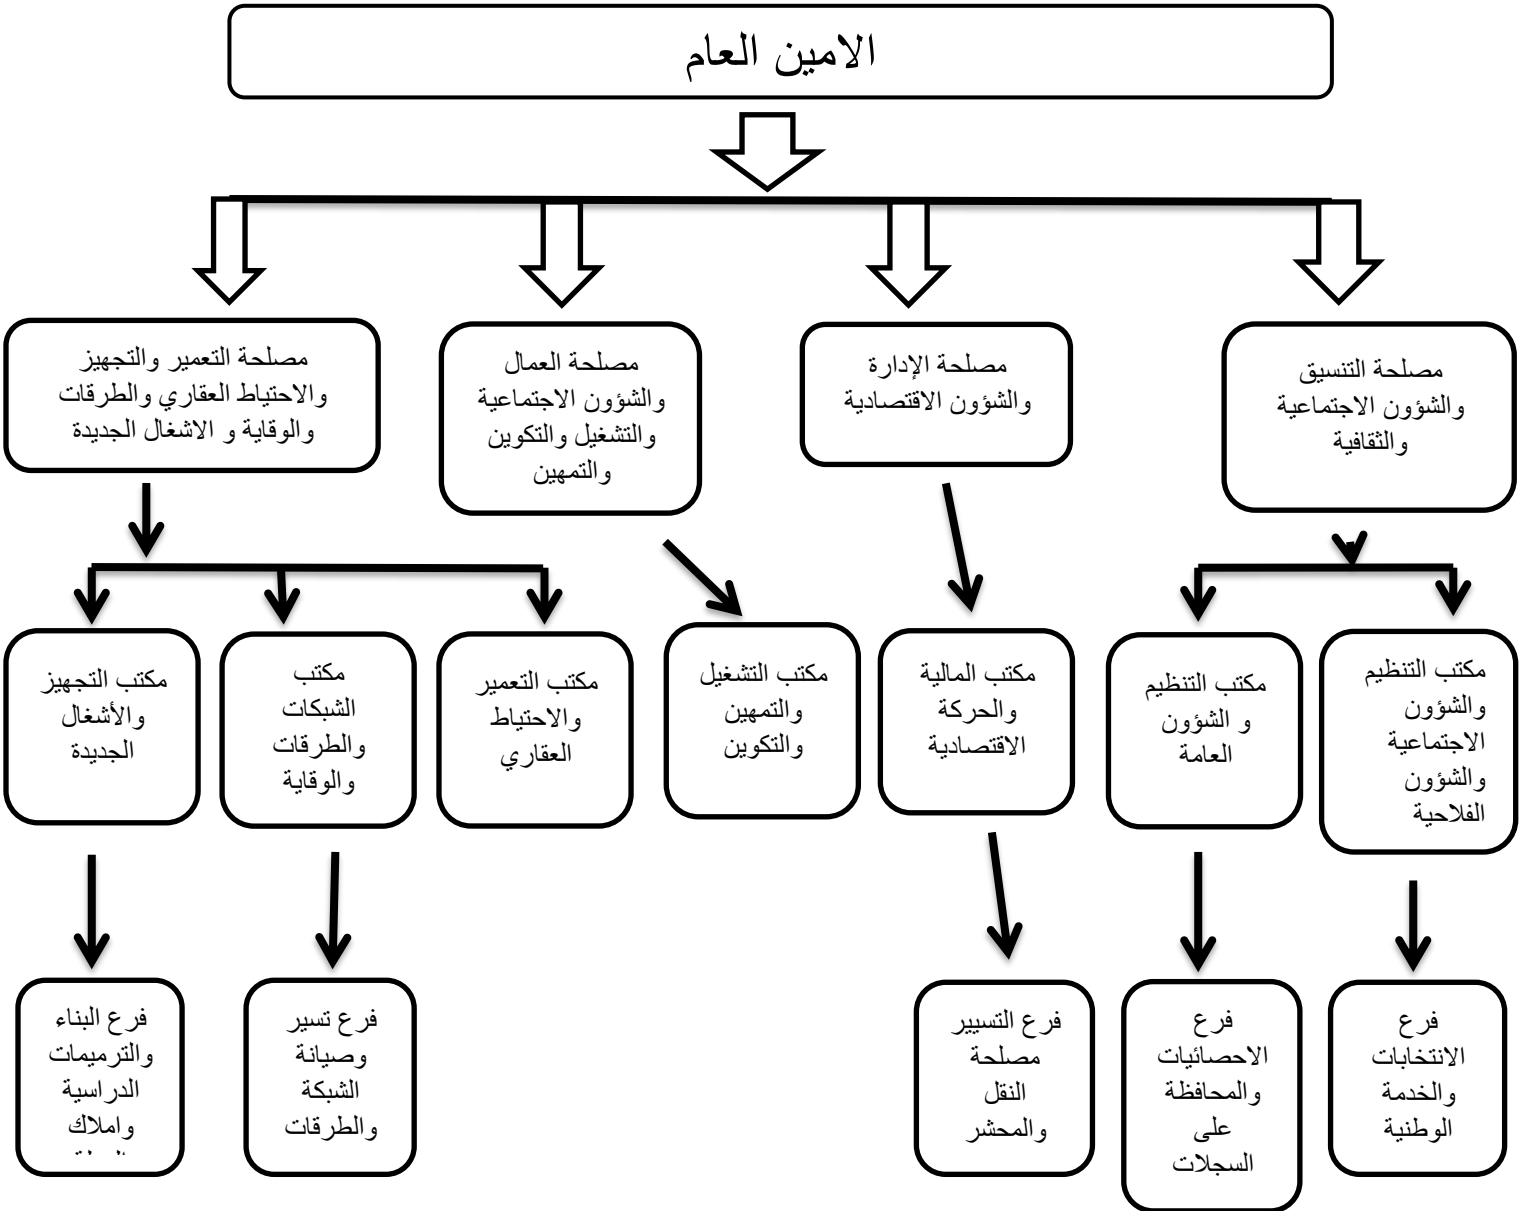 الامين العام
مصلحة التنسيق
والشؤون الاجتماعية
والثقافية
مصلحة الإدارة
والشؤون الاقتصادية
مصلحة العمال
والشؤون الاجتماعية
والتشغيل والتكوين
والتمهين
مصلحة التعمير والتجهيز
والاحتياط العقاري والطرقات
والوقاية و الاشغال الجديدة
مكتب التنظيم
والشؤون
الاجتماعية
والشؤون
الفلاحية
مكتب التنظيم
و الشؤون
العامة
مكتب المالية
والحركة
الاقتصادية
مكتب التشغيل
والتمهين
والتكوين
مكتب التعمير
والاحتياط
العقاري
مكتب
الشبكات
والطرقات
والوقاية
مكتب التجهيز
والأشغال
الجديدة
فرع
الانتخابات
والخدمة
الوطنية
فرع
الاحصائيات
والمحافظة
على
السجلات
فرع التسيير
مصلحة
النقل
والمحشر
فرع تسير
وصيانة
الشبكة
والطرقات
فرع البناء
والترميمات
الدراسية
واملاك